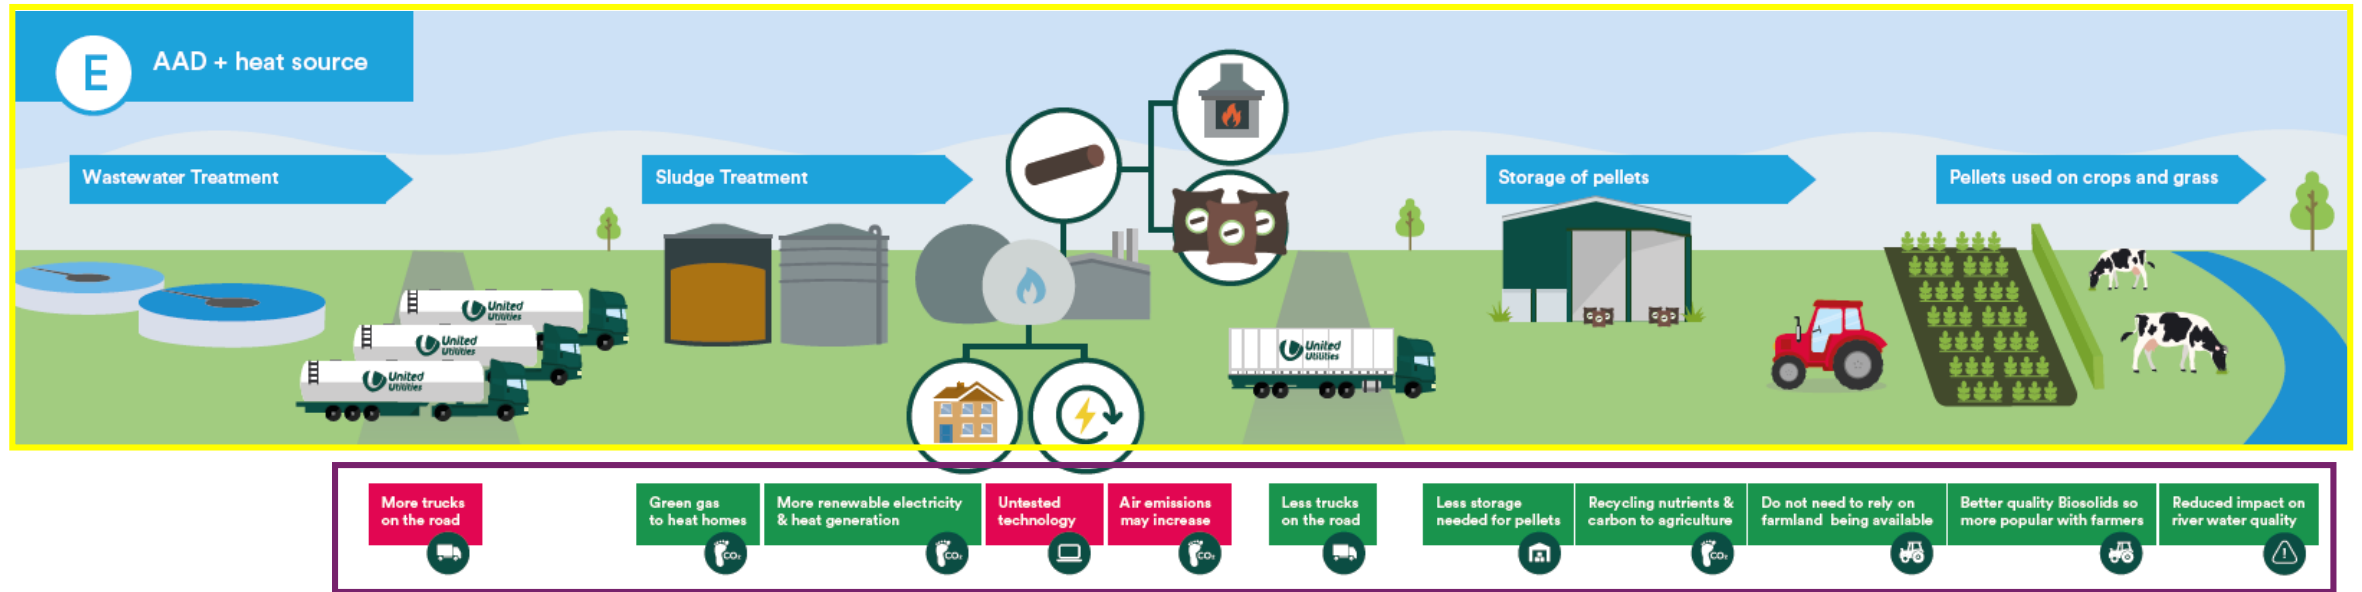 E
AAD + heat source
Wastewater Treatment
Sludge Treatment
Storage of pellets
Pellets used on crops and grass
United
Utilities
United
Utilities
United
Utilities
United
Utilities
More trucks
on the road
Green gas
to heat homes
CO₂
More renewable electricity
& heat generation
CO₂
Untested
technology
Air emissions
may increase
CO₂
Less trucks
on the road
Less storage
needed for pellets
Recycling nutrients &
carbon to agriculture
CO₂
Do not need to rely on
farmland being available
Better quality Biosolids so
more popular with farmers
Reduced impact on
river water quality